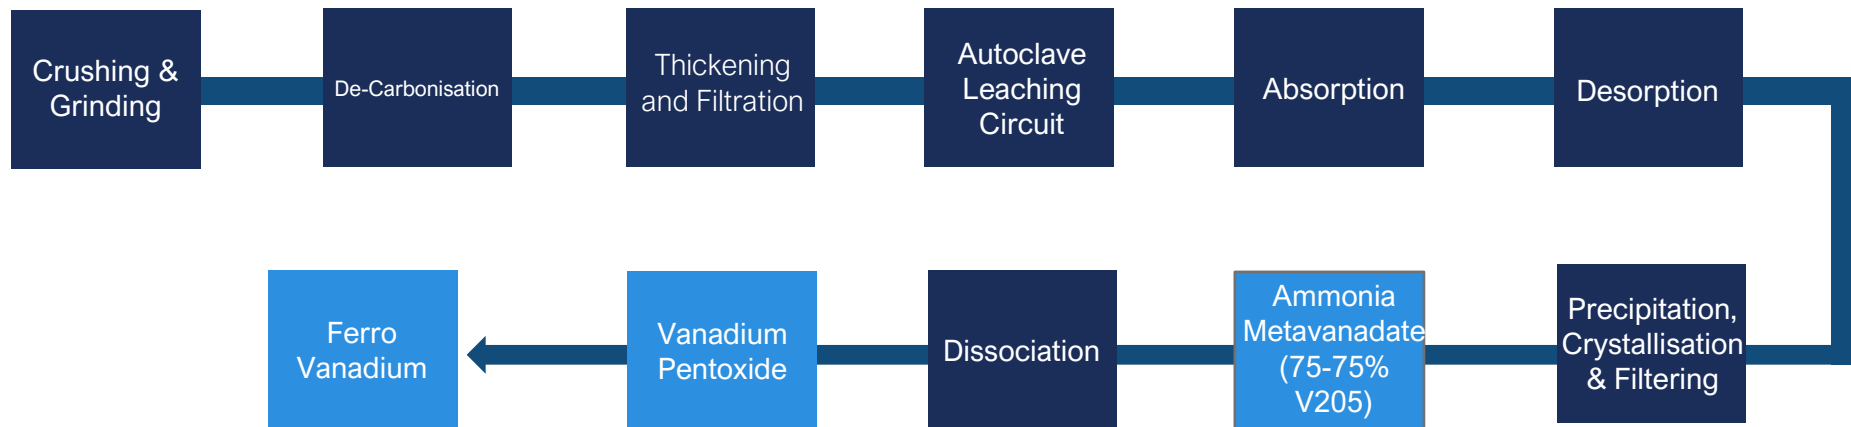 Crushing &
Grinding
De-Carbonisation
Thickening
and Filtration
Autoclave
Leaching
Circuit
Absorption
Desorption
Ferro
Vanadium
Vanadium
Pentoxide
Dissociation
Ammonia
Metavanadate
(75-75%
V205)
Precipitation,
Crystallisation
& Filtering